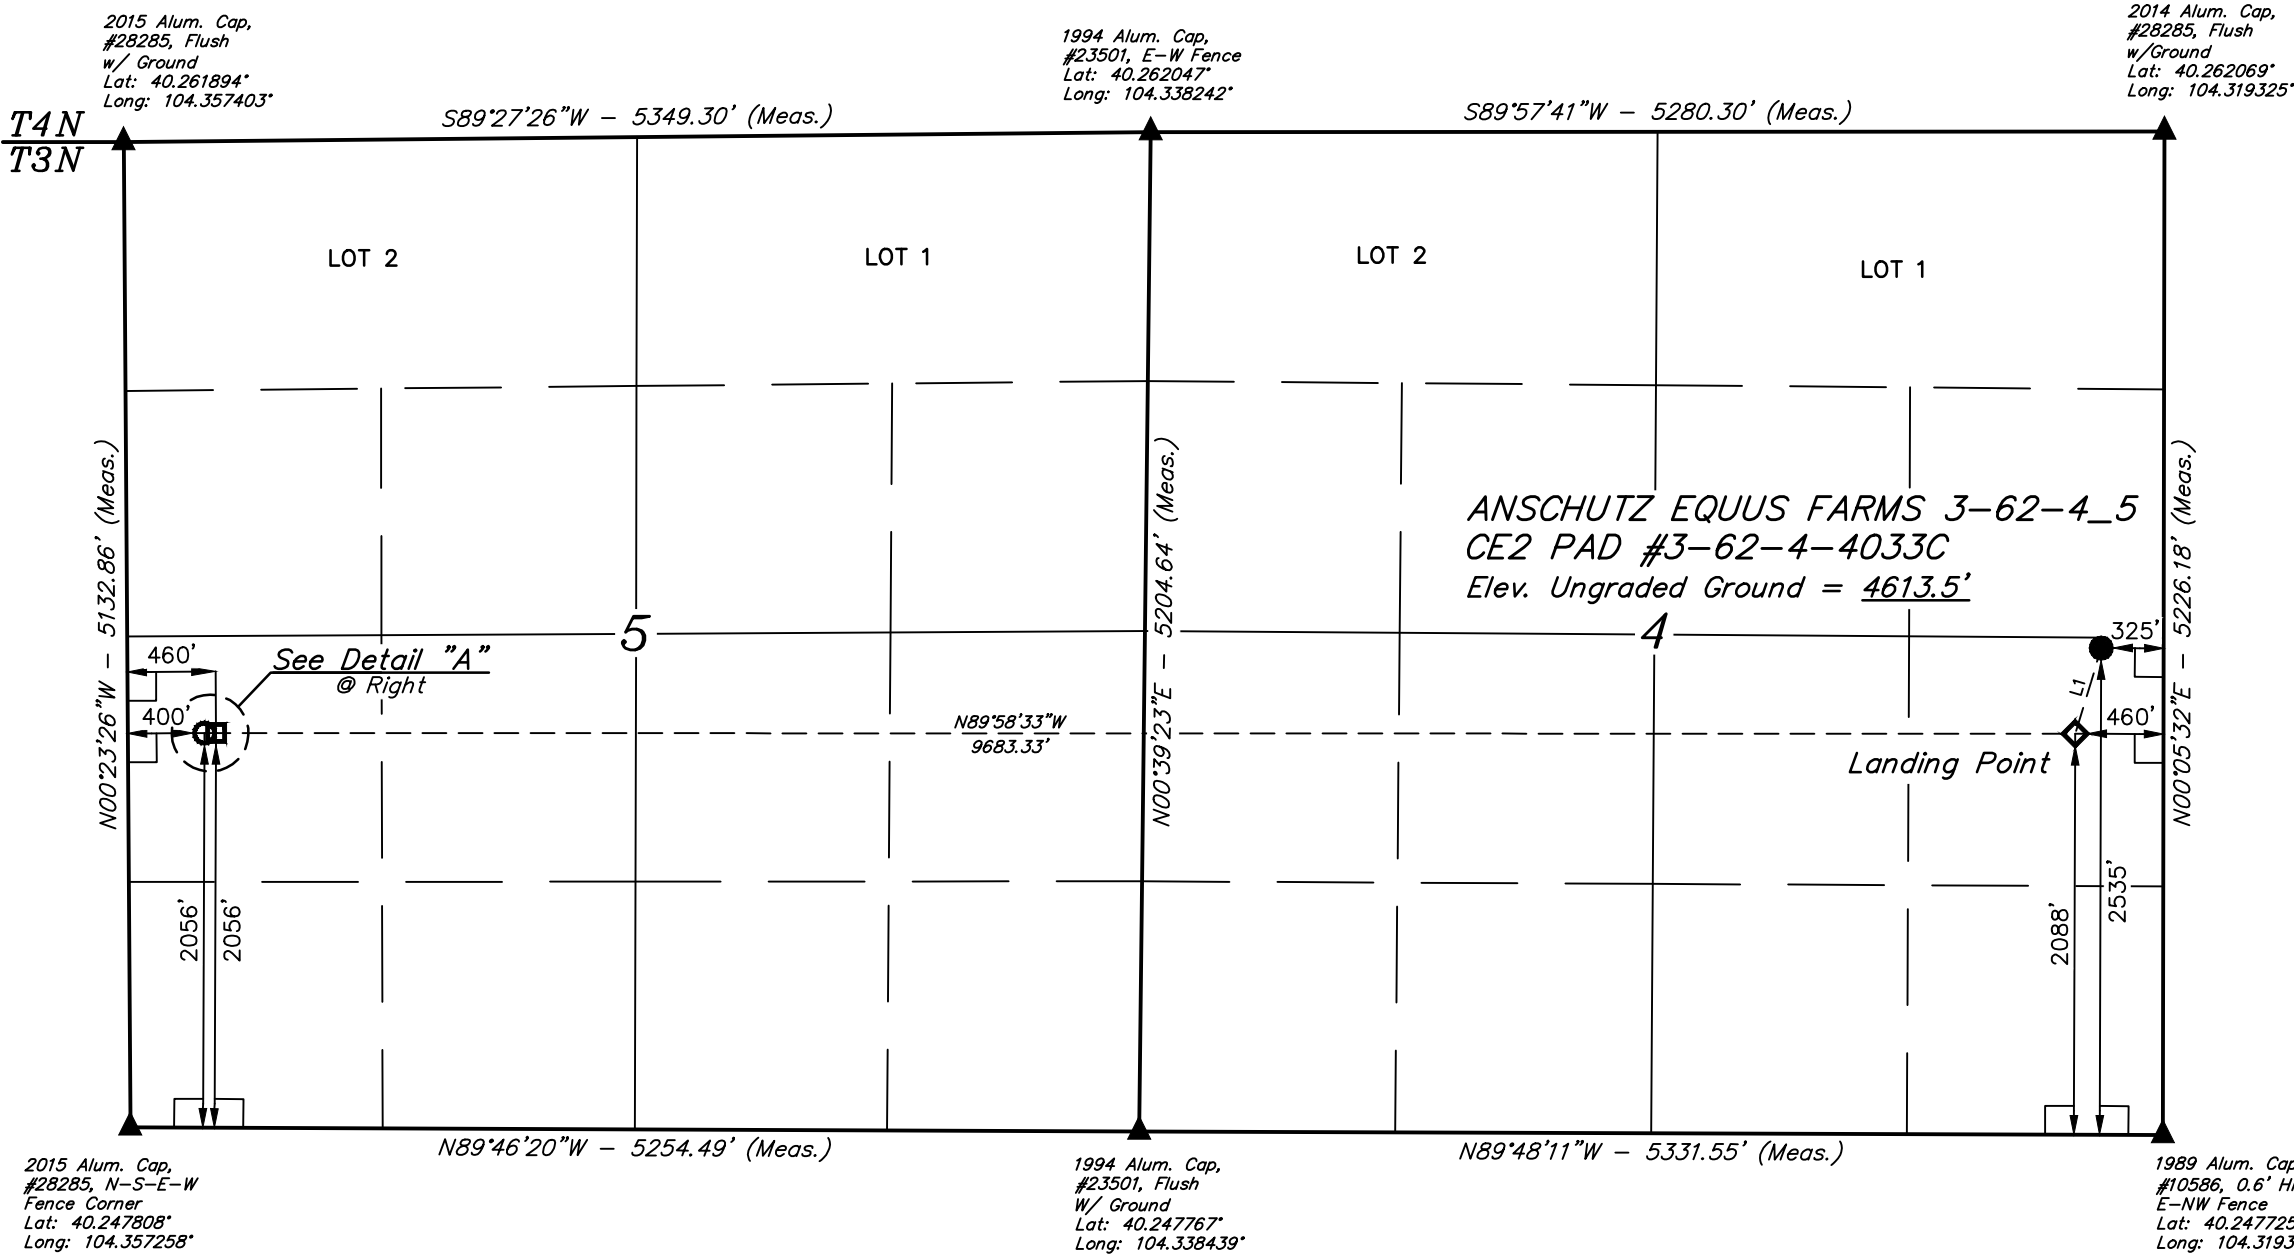 2015 Alum. Cap,
#28285, Flush
w/ Ground
Lat: 40.261894°
Long: 104.357403°
1994 Alum. Cap,
#23501, E-W Fence
Lat: 40.262047°
Long: 104.338242°
2014 Alum. Cap,
#28285, Flush
w/Ground
Lat: 40.262069°
Long: 104.319325°
S89°27'26"W - 5349.30' (Meas.)
S89°57'41"W - 5280.30' (Meas.)
T4N
T3N
LOT 2
LOT 1
LOT 2
LOT 1
N00°23'26"W - 5132.86' (Meas.)
N00°39'23"E - 5204.64' (Meas.)
N00°05'32"E - 5226.18' (Meas.)
ANSCHUTZ EQUUS FARMS 3-62-4_5
CE2 PAD #3-62-4-4033C
Elev. Ungraded Ground = 4613.5'
5
4
325'
460'
See Detail "A"
@ Right
L1
400'
N89°58'33"W
9683.33'
460'
Landing Point
2056'
2056'
2088'
2535'
N89°46'20"W - 5254.49' (Meas.)
N89°48'11"W - 5331.55' (Meas.)
2015 Alum. Cap,
#28285, N-S-E-W
Fence Corner
Lat: 40.247808°
Long: 104.357258°
1994 Alum. Cap,
#23501, Flush
W/ Ground
Lat: 40.247767°
Long: 104.338439°
1989 Alum. Cap
#10586, 0.6'
E-NW Fence
Lat: 40.247725
Long: 104.3193